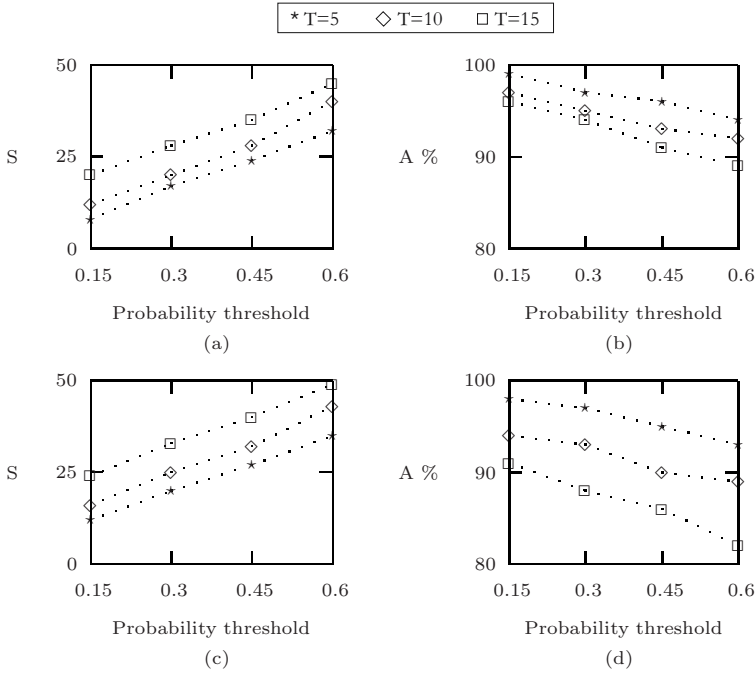 T=5 T=10 T=15
50
25
0
S
0.15 0.3 0.45 0.6
Probability threshold
(a)
100
90
80
A %
0.15 0.3 0.45 0.6
Probability threshold
(b)
50
25
0
S
0.15 0.3 0.45 0.6
Probability threshold
(c)
100
90
80
A %
0.15 0.3 0.45 0.6
Probability threshold
(d)